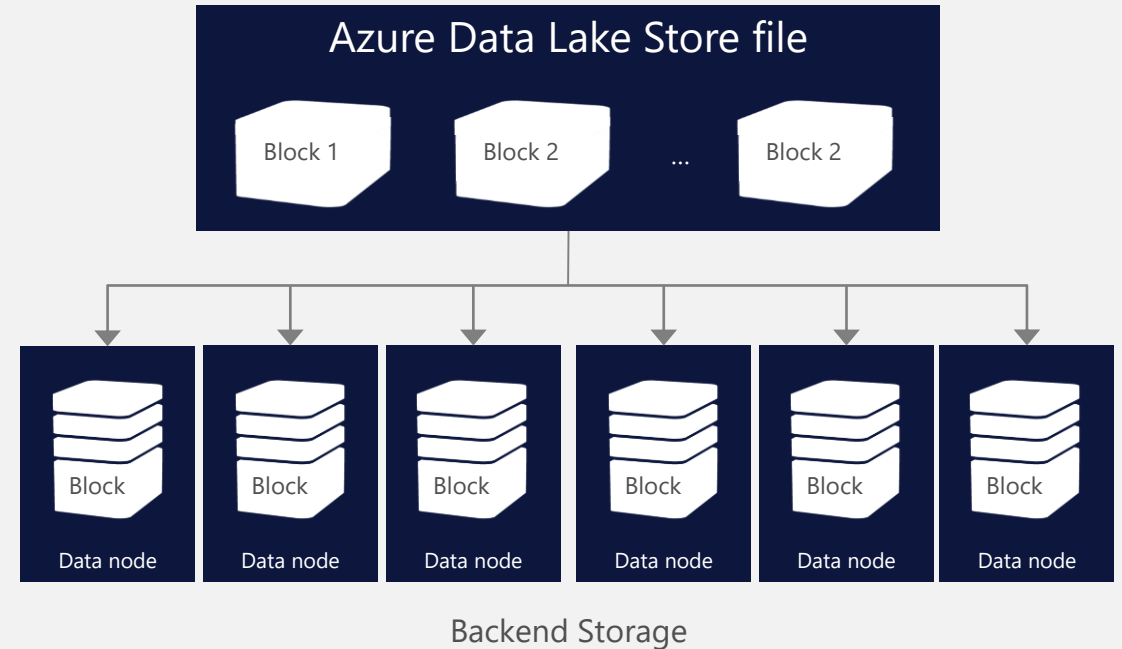 Azure Data Lake Store file
Block 1
Block 2
...
Block 2
Block
Block
Block
Block
Block
Block
Data node
Data node
Data node
Data node
Data node
Data node
Backend Storage